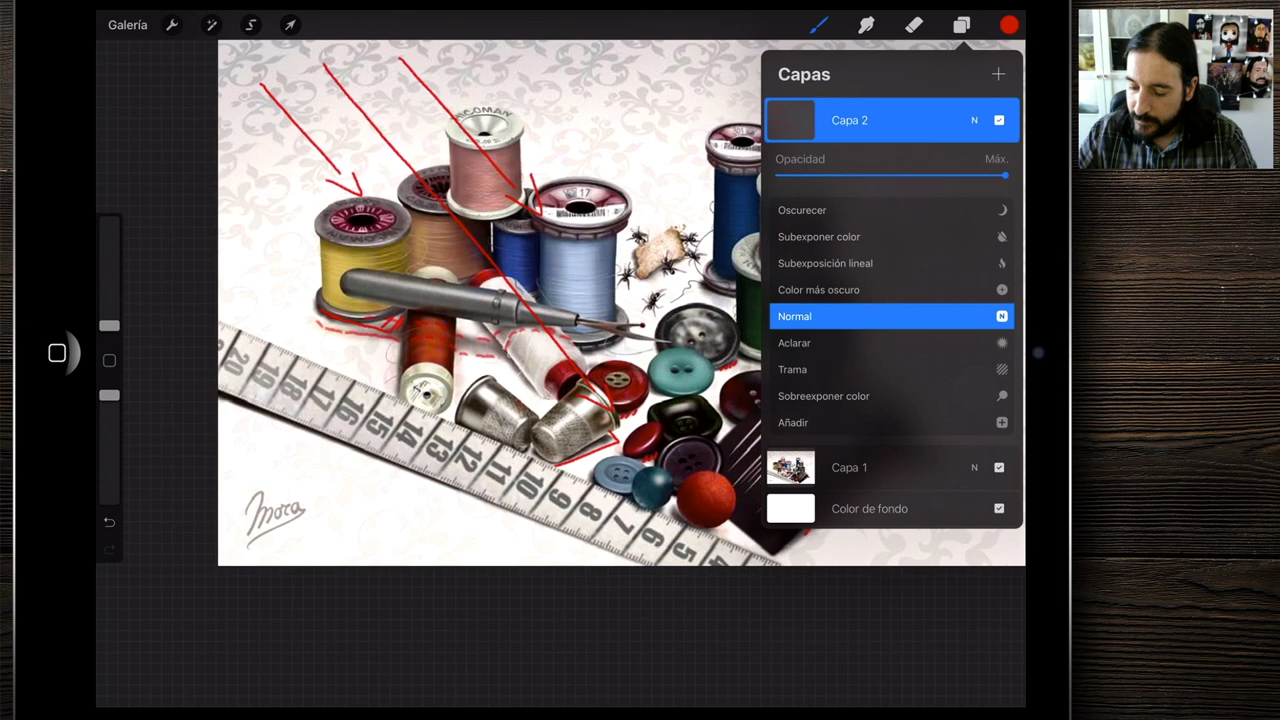 Galería
Capas
Capa 2 N
Opacidad Máx.
Oscurecer
Subexponer color
Subexposición lineal
Color más oscuro
Normal N
Aclarar
Trama
Sobreexponer color
Añadir
Capa 1 N
Color de fondo
17
20 19 18 17 16 15 14 13 12 11 10 9 8 7 6 5 4
Mora